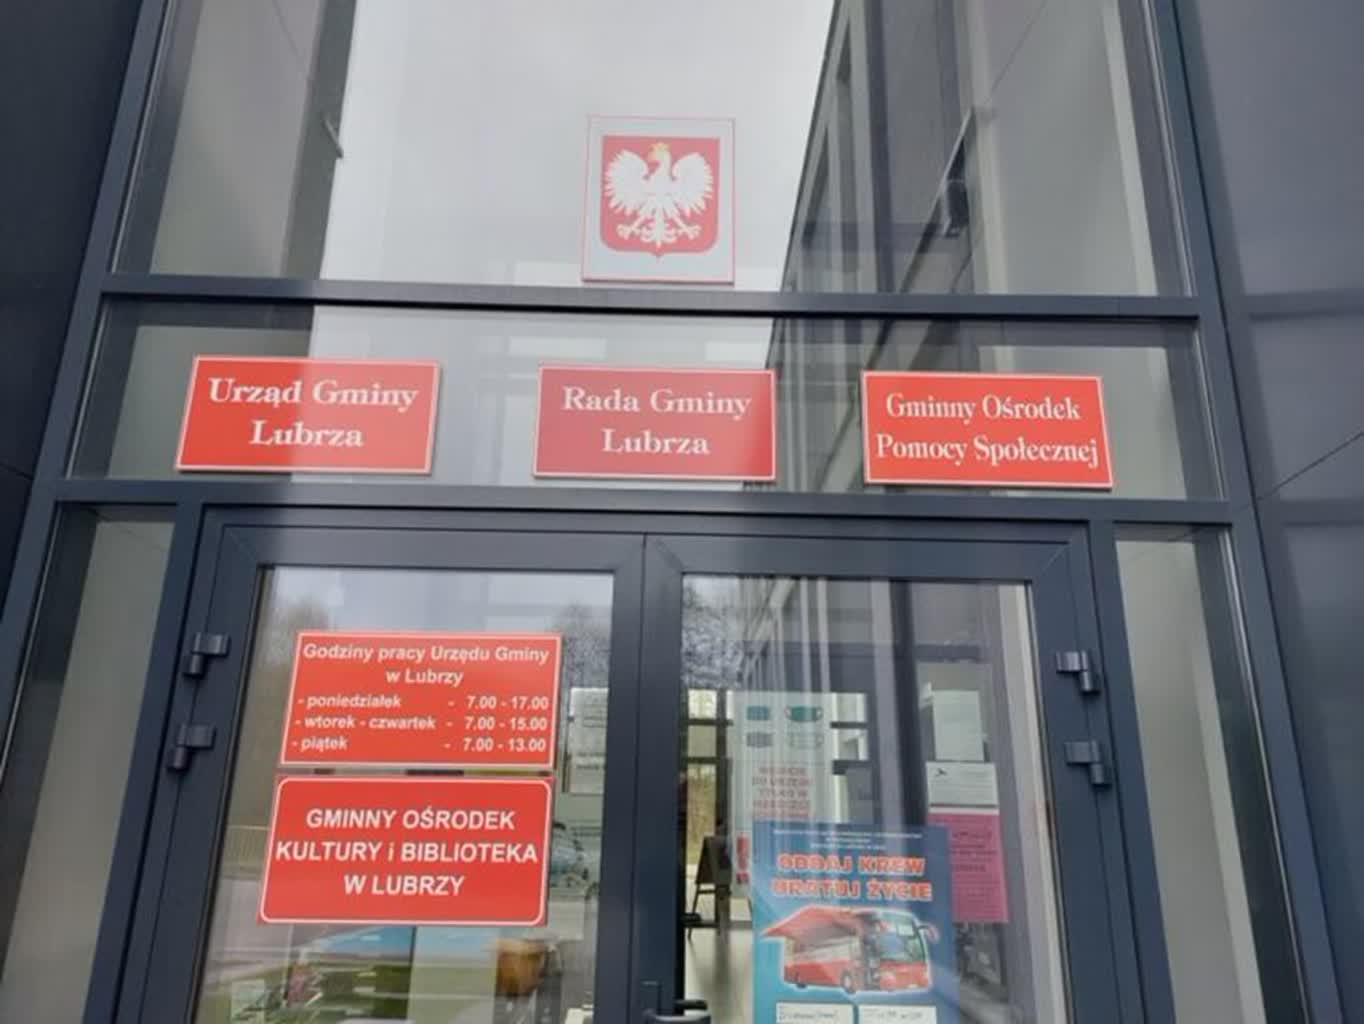 Urząd Gminy
Lubrza
Rada Gminy
Lubrza
Gminny Ośrodek
Pomocy Społecznej
Godziny pracy Urzędu Gminy
w Lubrzy
- poniedziałek - 7.00 - 17.00
- wtorek - czwartek - 7.00 - 15.00
- piątek - 7.00 - 13.00
GMINNY OŚRODEK
KULTURY i BIBLIOTEKA
W LUBRZY
ODDAJ KREW
URATUJ ŻYCIE